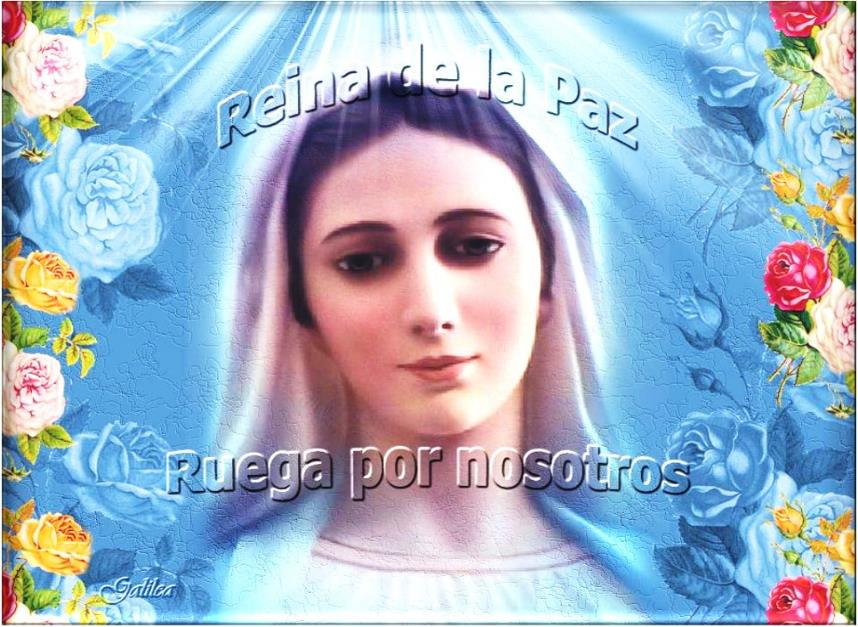 Reina de la Paz
Ruega por nosotros
Galilea